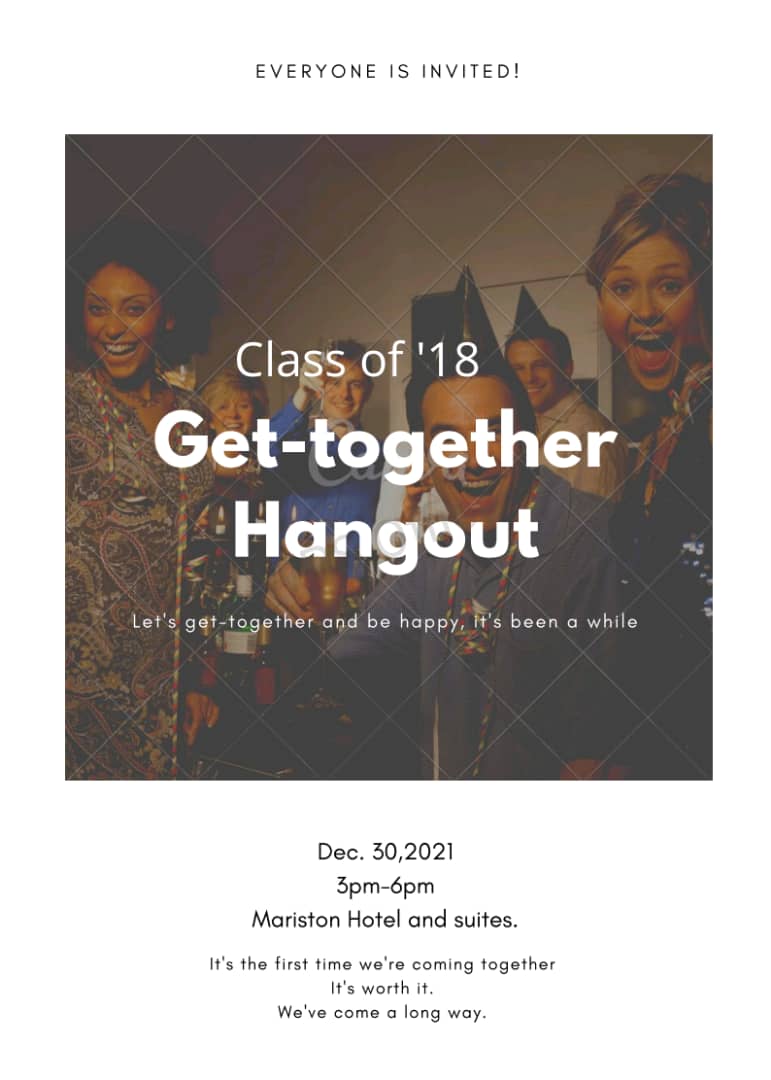 EVERYONE IS INVITED!
Class of '18
Get-together
Hangout
Let's get-together and be happy, it's been a while
Dec. 30,2021
3pm-6pm
Mariston Hotel and suites.
It's the first time we're coming together
It's worth it.
We've come a long way.